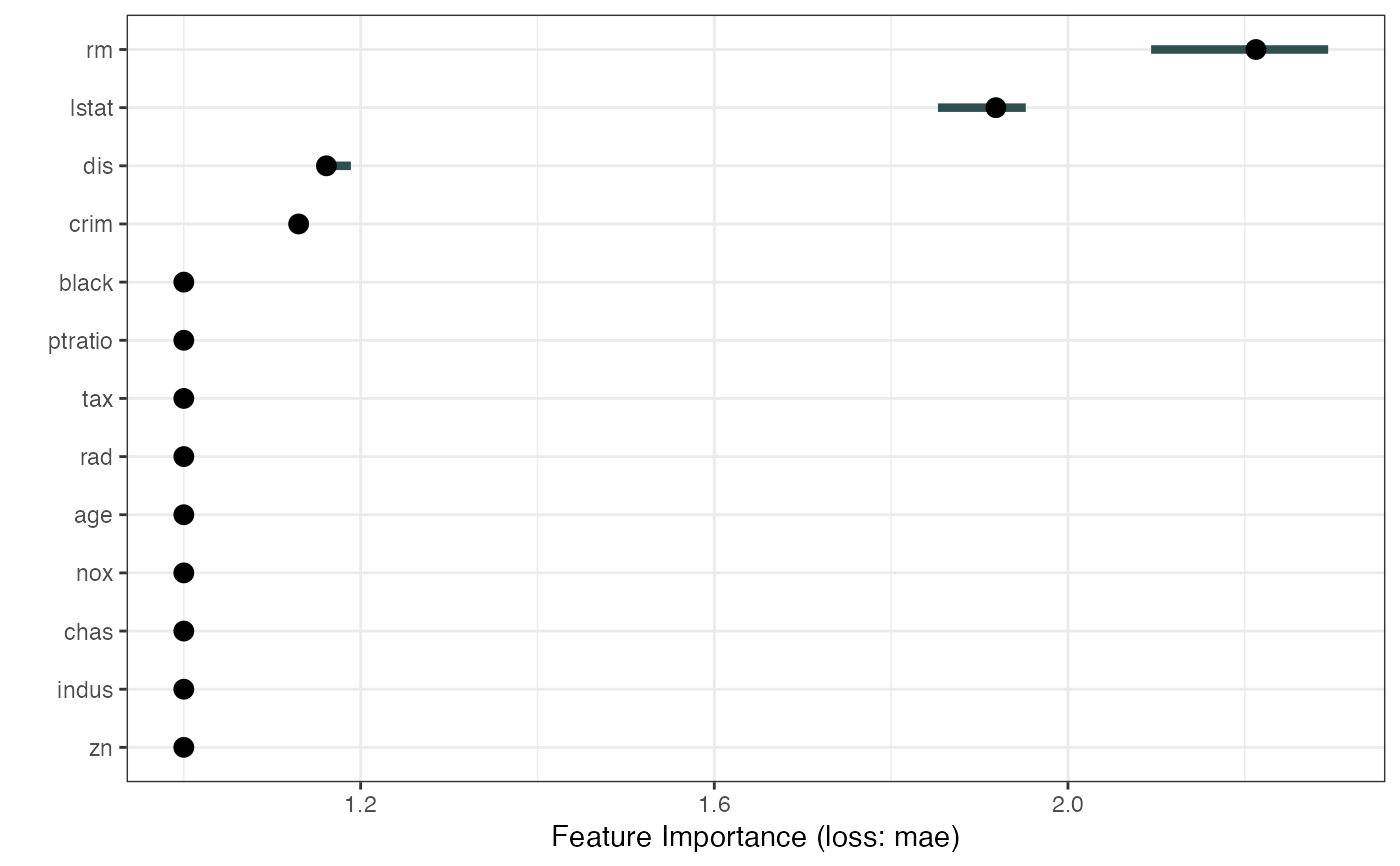 rm
lstat
dis
crim
black
ptratio
tax
rad
age
nox
chas
indus
zn
1.2 1.6 2.0
Feature Importance (loss: mae)